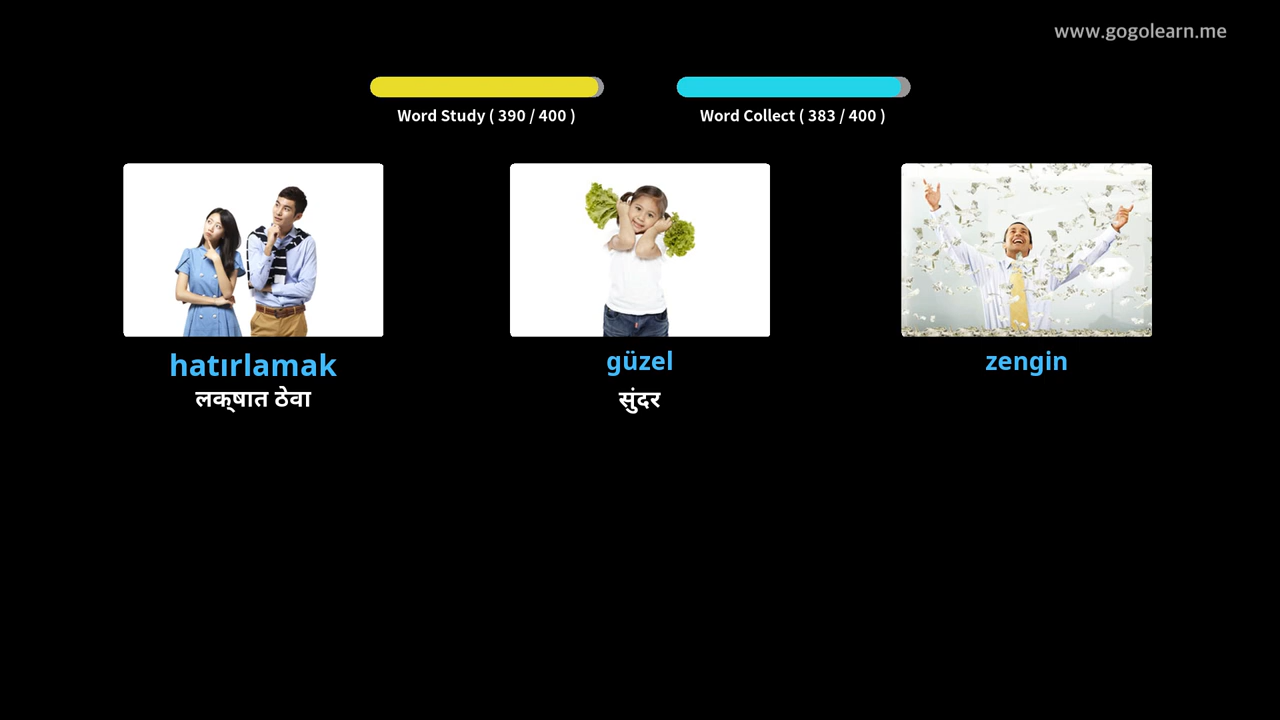 www.gogolearn.me
Word Study ( 390 / 400 )
Word Collect ( 383 / 400 )
hatırlamak
लक्षात ठेवा
güzel
सुंदर
zengin